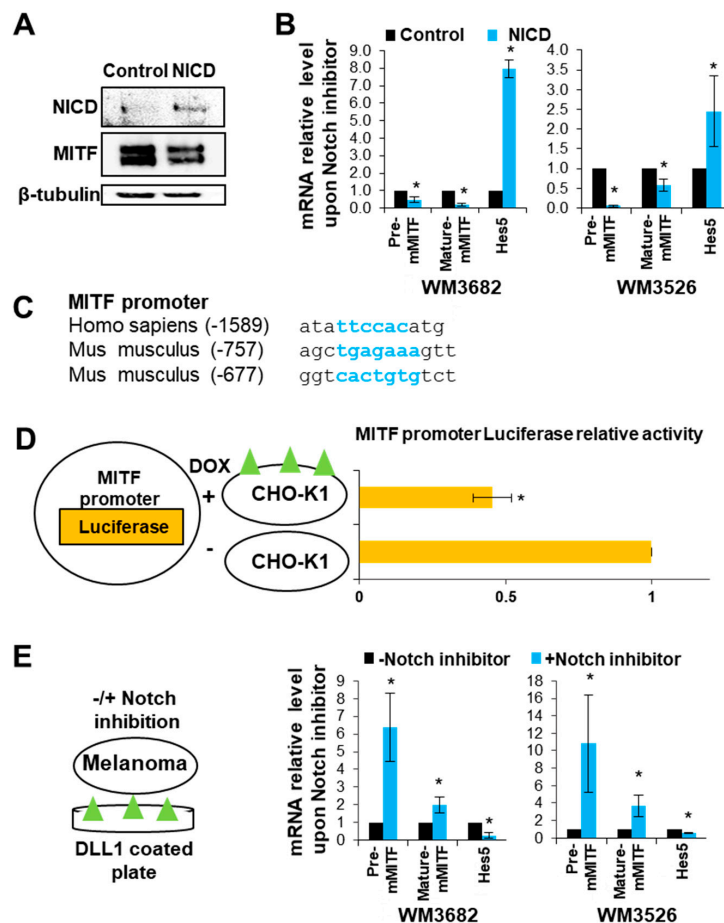 A
Control NICD
NICD
MITF
β-tubulin
B
Control NICD
mRNA relative level
upon Notch inhibitor
9.0
8.0
7.0
6.0
5.0
4.0
3.0
2.0
1.0
0.0
*
*
*
Pre-
mMITF
Mature-
mMITF
Hes5
WM3682
4.0
3.5
3.0
2.5
2.0
1.5
1.0
0.5
0.0
*
*
*
Pre-
mMITF
Mature-
mMITF
Hes5
WM3526
C
MITF promoter
Homo sapiens (-1589) atattccacatg
Mus musculus (-757) agctgagaaagtt
Mus musculus (-677) ggtcactgtgtct
D
MITF promoter Luciferase relative activity
MITF
promoter
Luciferase
DOX
+
CHO-K1
-
CHO-K1
*
0 0.5 1
E
-/+ Notch
inhibition
Melanoma
DLL1 coated
plate
-Notch inhibitor +Notch inhibitor
mRNA relative level
upon Notch inhibitor
9
8
7
6
5
4
3
2
1
0
*
*
*
Pre-
mMITF
Mature-
mMITF
Hes5
WM3682
18
16
14
12
10
8
6
4
2
0
*
*
*
Pre-
mMITF
Mature-
mMITF
Hes5
WM3526